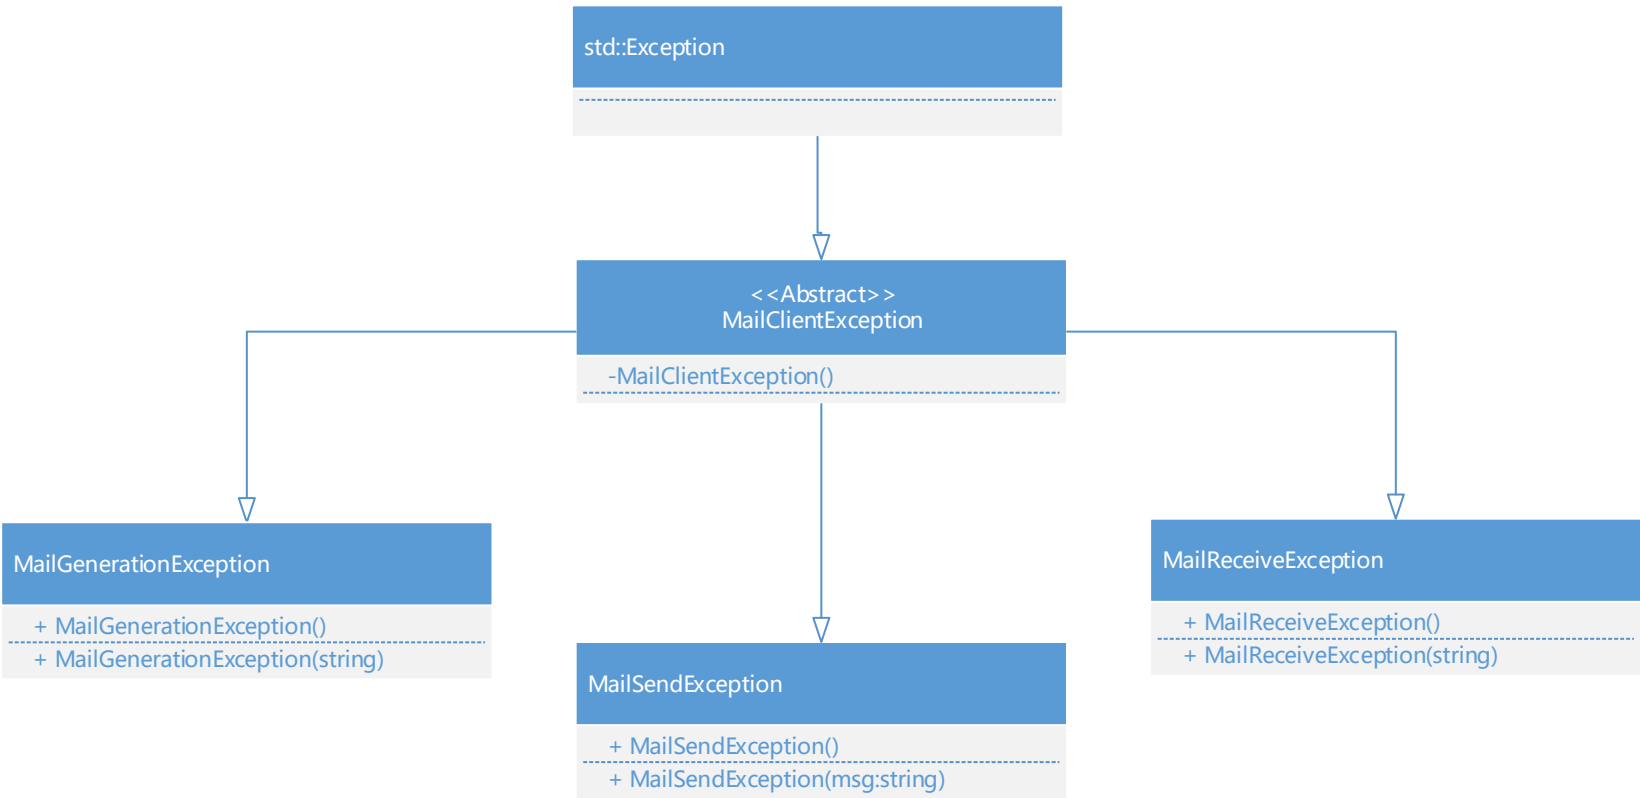 std::Exception
<<Abstract>>
MailClientException
-MailClientException()
MailGenerationException
+ MailGenerationException()
+ MailGenerationException(string)
MailSendException
+ MailSendException()
+ MailSendException(msg:string)
MailReceiveException
+ MailReceiveException()
+ MailReceiveException(string)